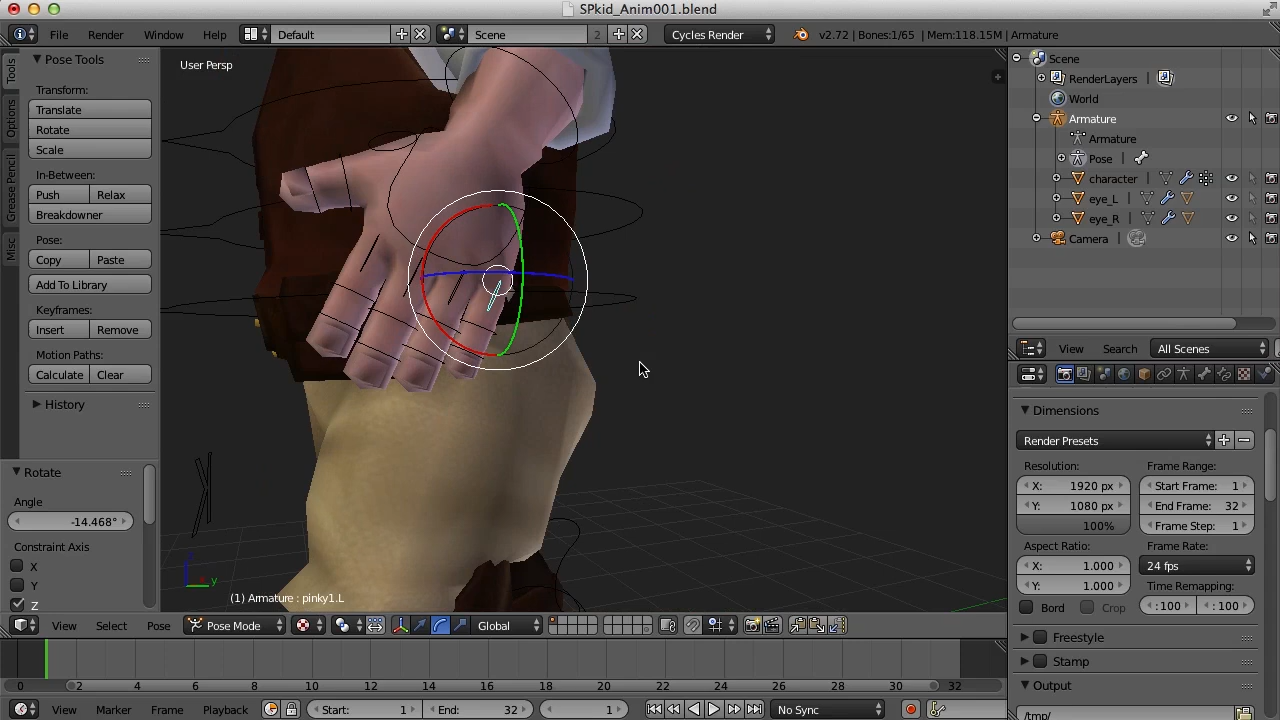 SPkid_Anim001.blend
File Render Window Help Default Scene 2 Cycles Render v2.72 | Bones:1/65 | Mem:118.15M | Armature
Tools
Options
Grease Pencil
Misc
Pose Tools
Transform:
Translate
Rotate
Scale
In-Between:
Push Relax
Breakdowner
Pose:
Copy Paste
Add To Library
Keyframes:
Insert Remove
Motion Paths:
Calculate Clear
History
Rotate
Angle
-14.468°
Constraint Axis
X
Y
Z
User Persp
y
(1) Armature : pinky1.L
View Select Pose Pose Mode Global
0 2 4 6 8 10 12 14 16 18 20 22 24 26 28 30 32
View Marker Frame Playback Start: 1 End: 32 1 No Sync
Scene
RenderLayers
World
Armature
Armature
Pose
character
eye_L
eye_R
Camera
View Search All Scenes
Dimensions
Render Presets
Resolution: Frame Range:
X: 1920 px Start Frame: 1
Y: 1080 px End Frame: 32
100% Frame Step: 1
Aspect Ratio: Frame Rate:
X: 1.000 24 fps
Y: 1.000 Time Remapping:
Bord Crop :100 :100
Freestyle
Stamp
Output
/tmp/